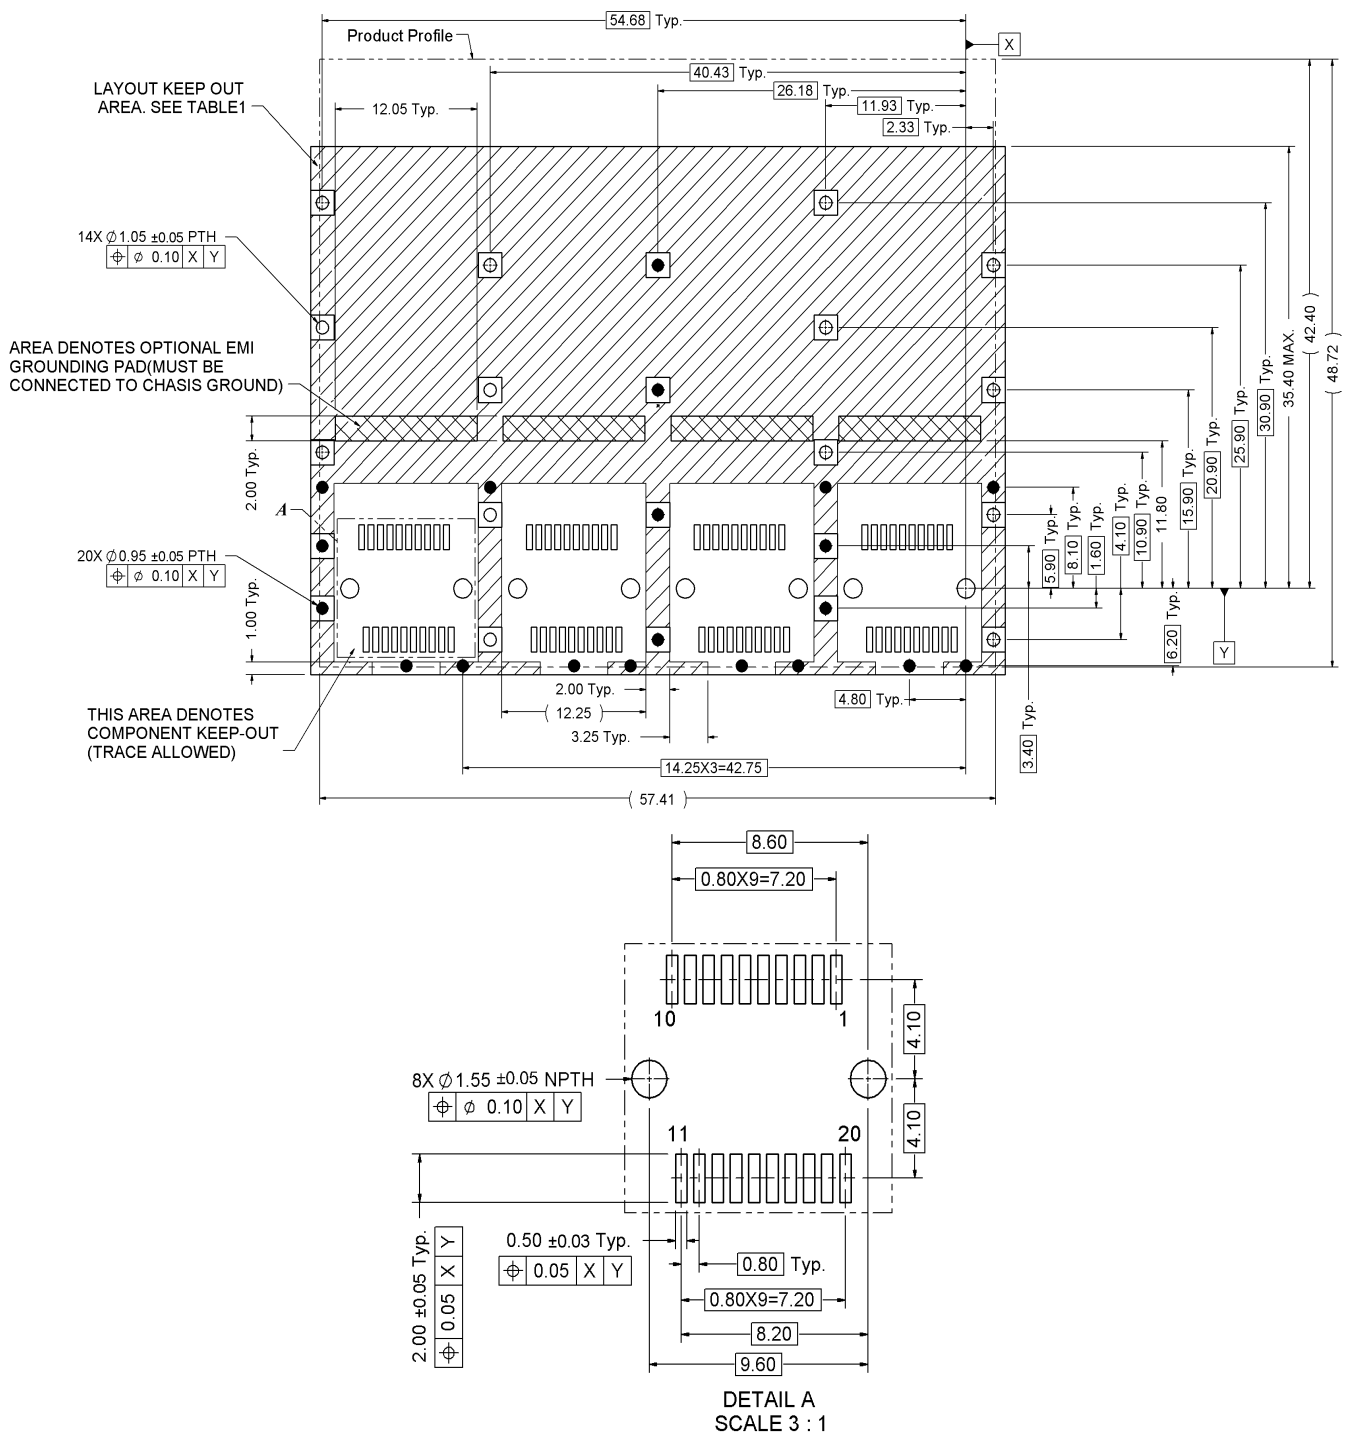 54.68 Typ.
Product Profile
X
40.43 Typ.
26.18 Typ.
11.93 Typ.
2.33 Typ.
LAYOUT KEEP OUT
AREA. SEE TABLE1
12.05 Typ.
14X ⌀1.05 ±0.05 PTH
⌖ ⌀ 0.10 X Y
AREA DENOTES OPTIONAL EMI
GROUNDING PAD(MUST BE
CONNECTED TO CHASIS GROUND)
2.00 Typ.
A
20X ⌀0.95 ±0.05 PTH
⌖ ⌀ 0.10 X Y
1.00 Typ.
THIS AREA DENOTES
COMPONENT KEEP-OUT
(TRACE ALLOWED)
5.90 Typ.
8.10 Typ.
1.60 Typ.
4.10 Typ.
10.90 Typ.
11.80
15.90 Typ.
20.90 Typ.
25.90 Typ.
30.90 Typ.
35.40 MAX.
( 42.40 )
( 48.72 )
6.20 Typ.
Y
3.40 Typ.
2.00 Typ.
4.80 Typ.
( 12.25 )
3.25 Typ.
14.25X3=42.75
( 57.41 )
8.60
0.80X9=7.20
10 1
4.10
8X ⌀1.55 ±0.05 NPTH
⌖ ⌀ 0.10 X Y
4.10
11 20
2.00 ±0.05 Typ.
⌖ 0.05 X Y
0.50 ±0.03 Typ.
⌖ 0.05 X Y
0.80 Typ.
0.80X9=7.20
8.20
9.60
DETAIL A
SCALE 3 : 1